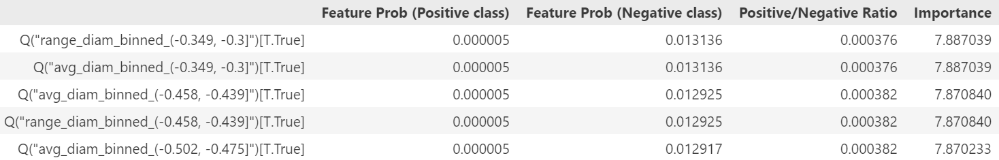 Feature Prob (Positive class) Feature Prob (Negative class) Positive/Negative Ratio Importance
Q("range_diam_binned_(-0.349, -0.3]")[T.True] 0.000005 0.013136 0.000376 7.887039
Q("avg_diam_binned_(-0.349, -0.3]")[T.True] 0.000005 0.013136 0.000376 7.887039
Q("avg_diam_binned_(-0.458, -0.439]")[T.True] 0.000005 0.012925 0.000382 7.870840
Q("range_diam_binned_(-0.458, -0.439]")[T.True] 0.000005 0.012925 0.000382 7.870840
Q("avg_diam_binned_(-0.502, -0.475]")[T.True] 0.000005 0.012917 0.000382 7.870233